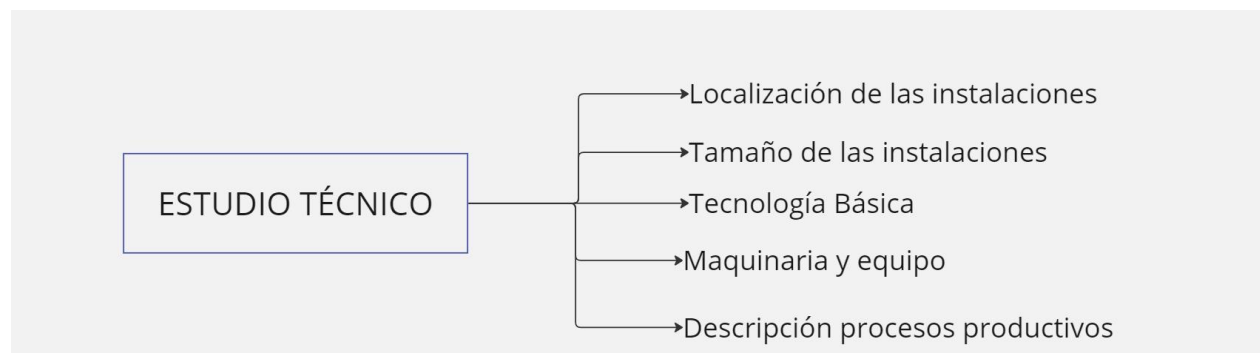 ESTUDIO TÉCNICO
Localización de las instalaciones
Tamaño de las instalaciones
Tecnología Básica
Maquinaria y equipo
Descripción procesos productivos